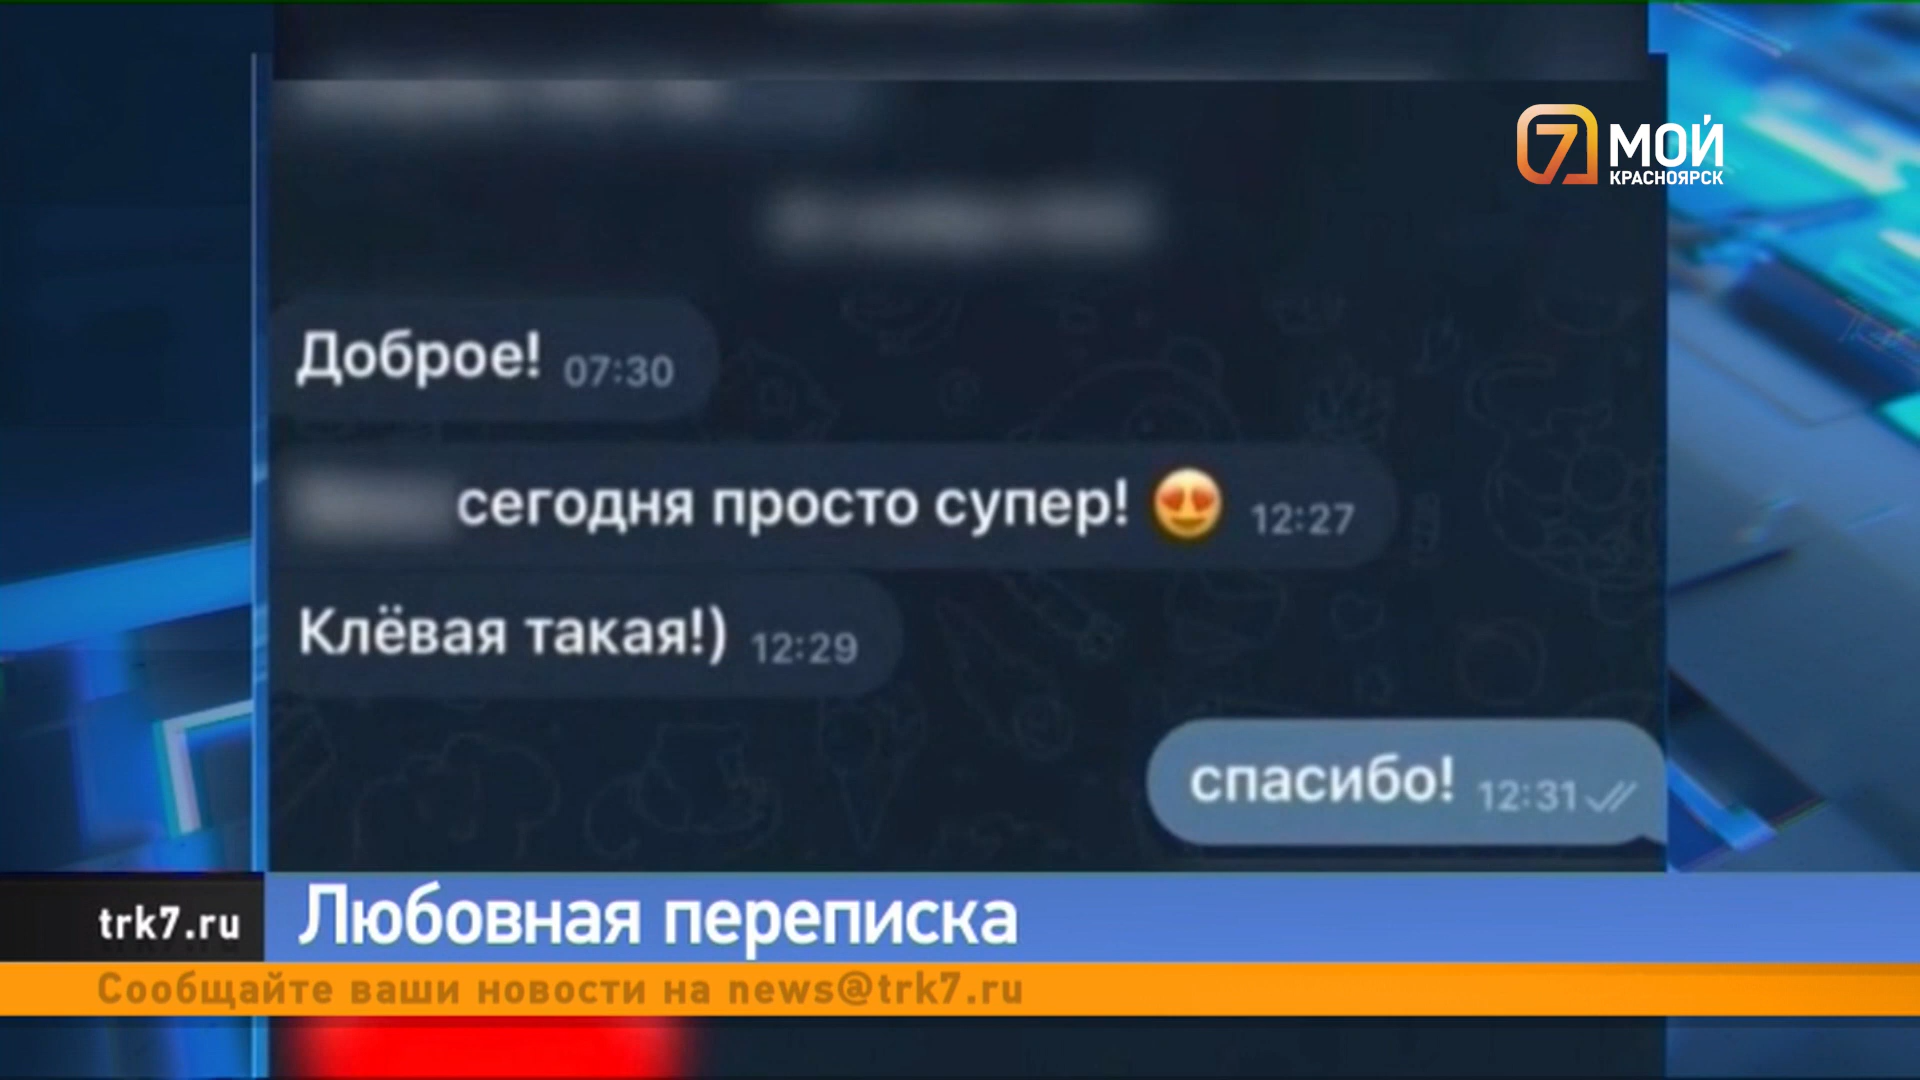 7 МОЙ
КРАСНОЯРСК
Доброе! 07:30
сегодня просто супер! 😍 12:27
Клёвая такая!) 12:29
спасибо! 12:31
trk7.ru
Любовная переписка
Сообщайте ваши новости на news@trk7.ru